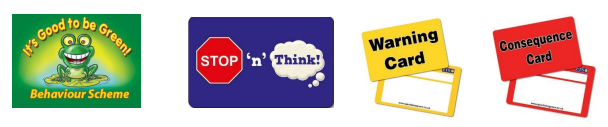 It's Good to be Green!
Behaviour Scheme
STOP 'n' Think!
Warning
Card
Consequence
Card